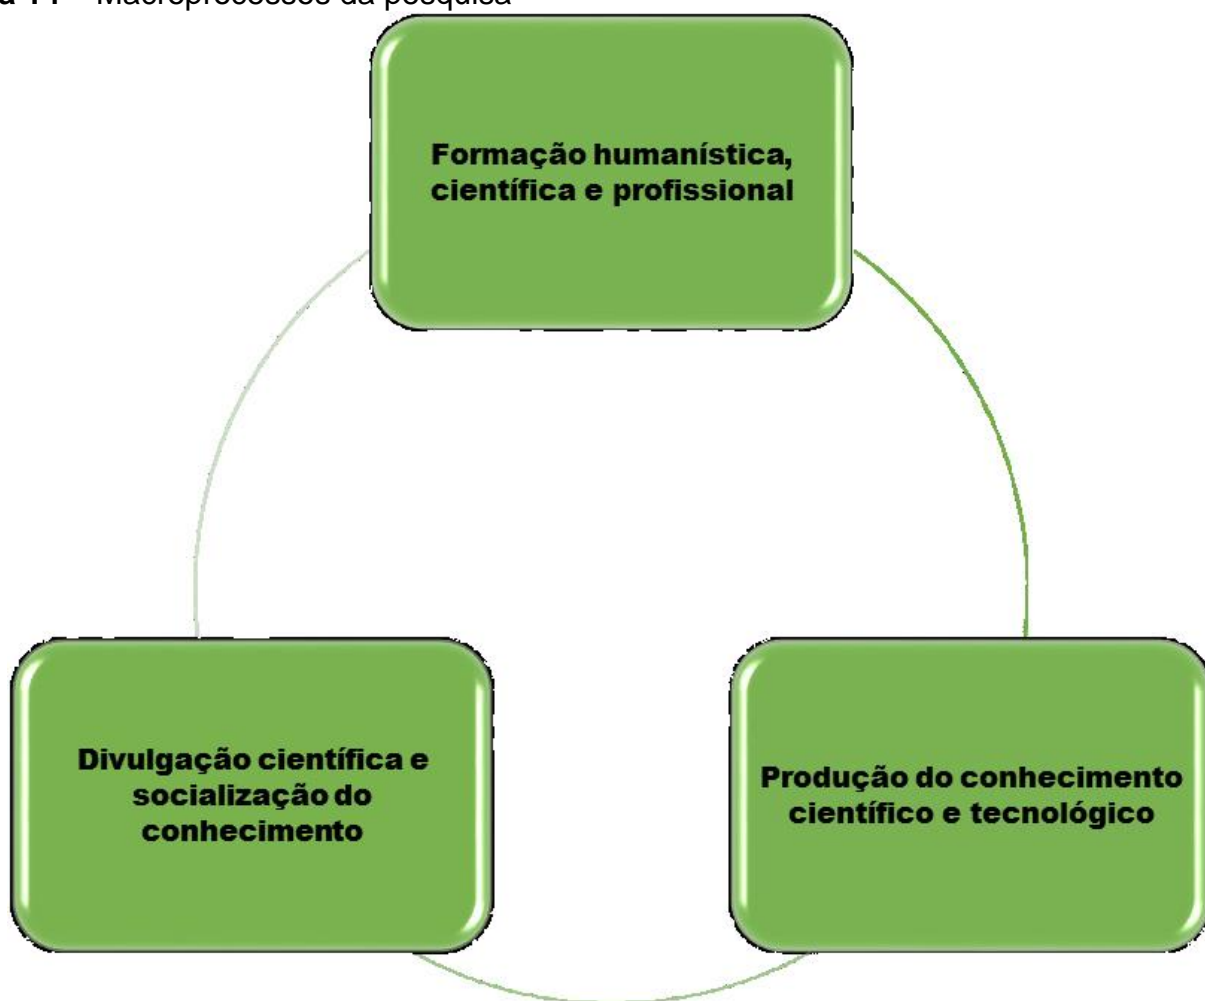 Macroprocessos da pesquisa
Formação humanística,
científica e profissional
Divulgação científica e
socialização do
conhecimento
Produção do conhecimento
científico e tecnológico